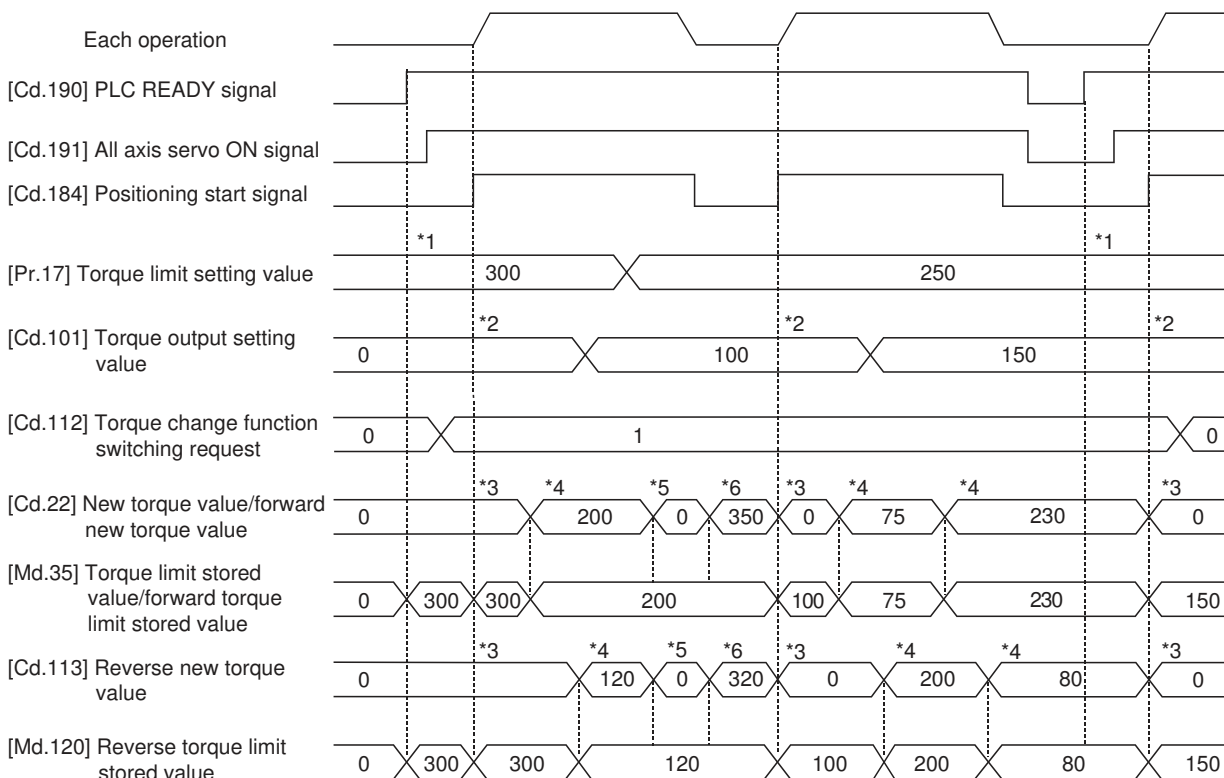 Each operation
[Cd.190] PLC READY signal
[Cd.191] All axis servo ON signal
[Cd.184] Positioning start signal
*1 *1
[Pr.17] Torque limit setting value 300 250
*2 *2 *2
[Cd.101] Torque output setting
value
0 100 150
[Cd.112] Torque change function
switching request
0 1 0
*3 *4 *5 *6 *3 *4 *4 *3
[Cd.22] New torque value/forward
new torque value
0 200 0 350 0 75 230 0
[Md.35] Torque limit stored
value/forward torque
limit stored value
0 300 300 200 100 75 230 150
*3 *4 *5 *6 *3 *4 *4 *3
[Cd.113] Reverse new torque
value
0 120 0 320 0 200 80 0
[Md.120] Reverse torque limit
stored value
0 300 300 120 100 200 80 150